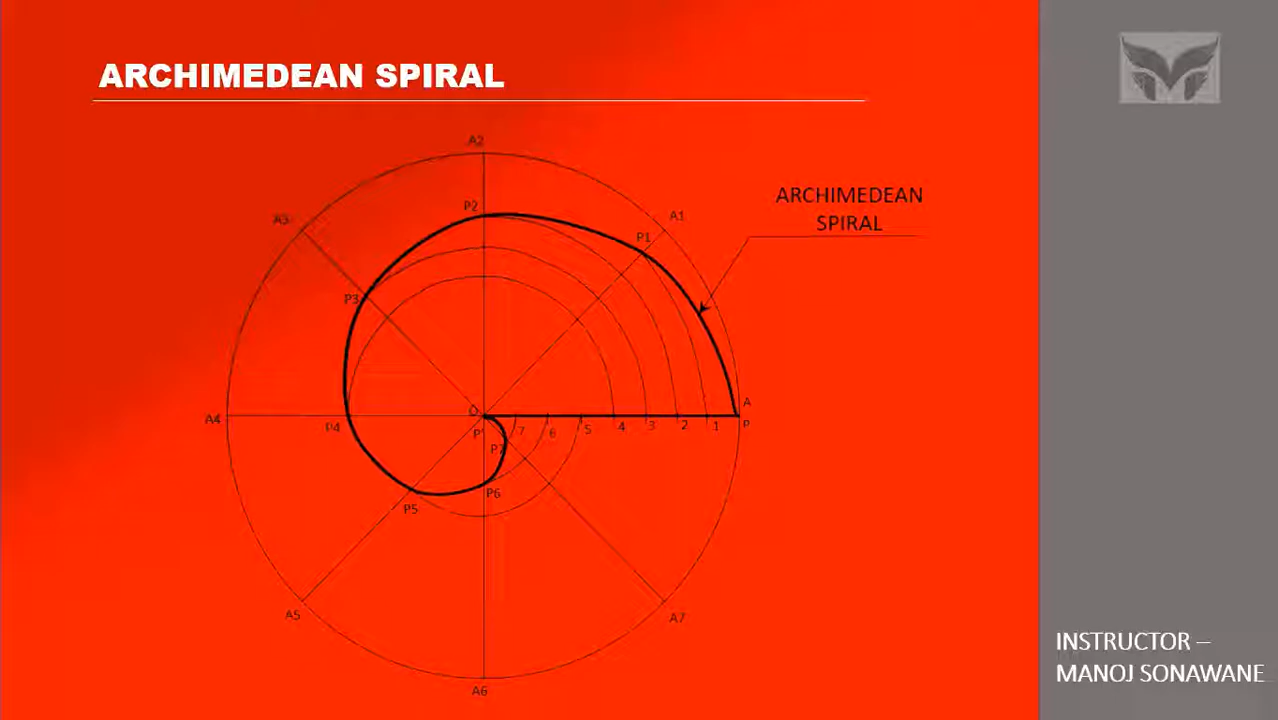 ARCHIMEDEAN SPIRAL
A2
A3
P2
A1
P1
ARCHIMEDEAN
SPIRAL
P3
A4
P4
O
P'
7
6
5
4
3
2
1
A
P
P7
P6
P5
A5
A7
A6
INSTRUCTOR –
MANOJ SONAWANE